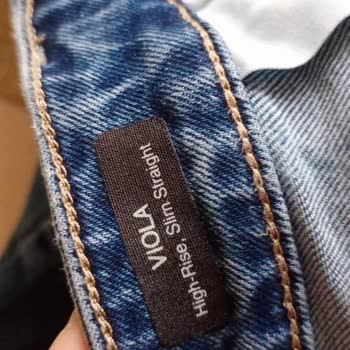 VIOLA
High Rise, Slim Straight